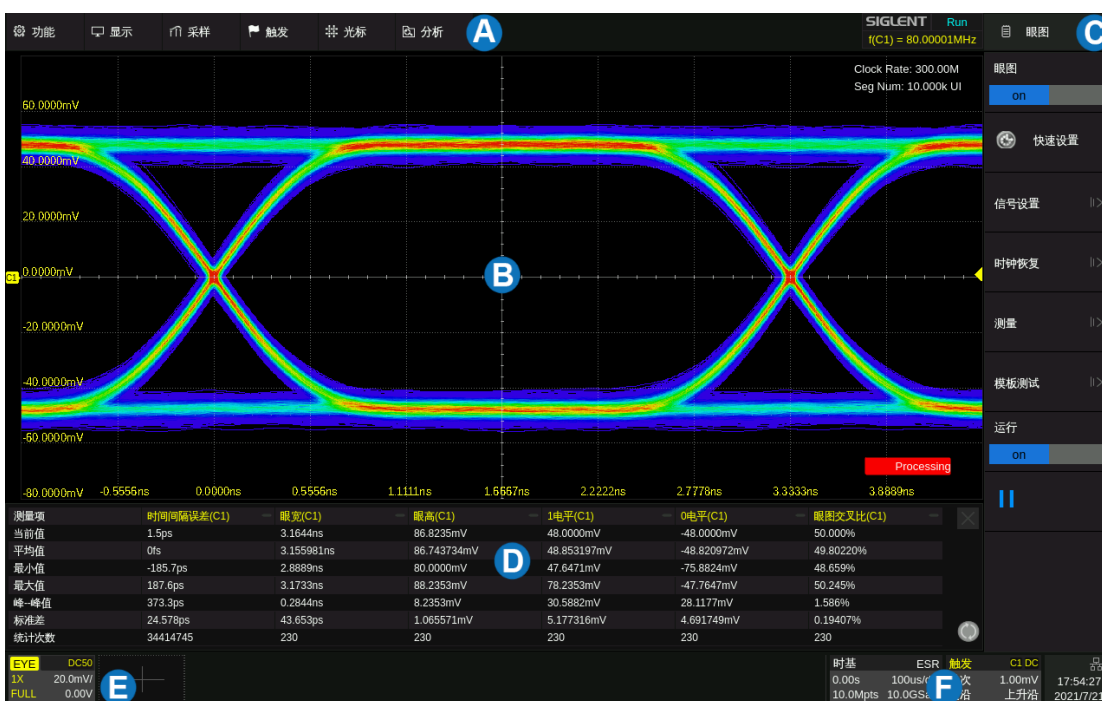 功能 显示 采样 触发 光标 分析 A SIGLENT Run 眼图 C
f(C1) = 80.00001MHz
Clock Rate: 300.00M
Seg Num: 10.000k UI
60.0000mV
40.0000mV
20.0000mV
C1 0.0000mV B
-20.0000mV
-40.0000mV
-60.0000mV
Processing
-80.0000mV -0.5556ns 0.0000ns 0.5556ns 1.1111ns 1.6667ns 2.2222ns 2.7778ns 3.3333ns 3.8889ns
眼图
on
快速设置
信号设置
时钟恢复
测量
模板测试
运行
on
测量项 时间间隔误差(C1) 眼宽(C1) 眼高(C1) 1电平(C1) 0电平(C1) 眼图交叉比(C1)
当前值 1.5ps 3.1644ns 86.8235mV 48.0000mV -48.0000mV 50.000%
平均值 0fs 3.155981ns 86.743734mV 48.853197mV -48.820972mV 49.80220%
最小值 -185.7ps 2.8889ns 80.0000mV 47.6471mV -75.8824mV 48.659%
最大值 187.6ps 3.1733ns 88.2353mV 78.2353mV -47.7647mV 50.245%
峰--峰值 373.3ps 0.2844ns 8.2353mV 30.5882mV 28.1177mV 1.586%
标准差 24.578ps 43.653ps 1.065571mV 5.177316mV 4.691749mV 0.19407%
统计次数 34414745 230 230 230 230 230
D
EYE DC50
1X 20.0mV/
FULL 0.00V
E
时基 ESR
0.00s 100us/
10.0Mpts 10.0GSa
F
触发 C1 DC
次 1.00mV
沿 上升沿
17:54:27
2021/7/21